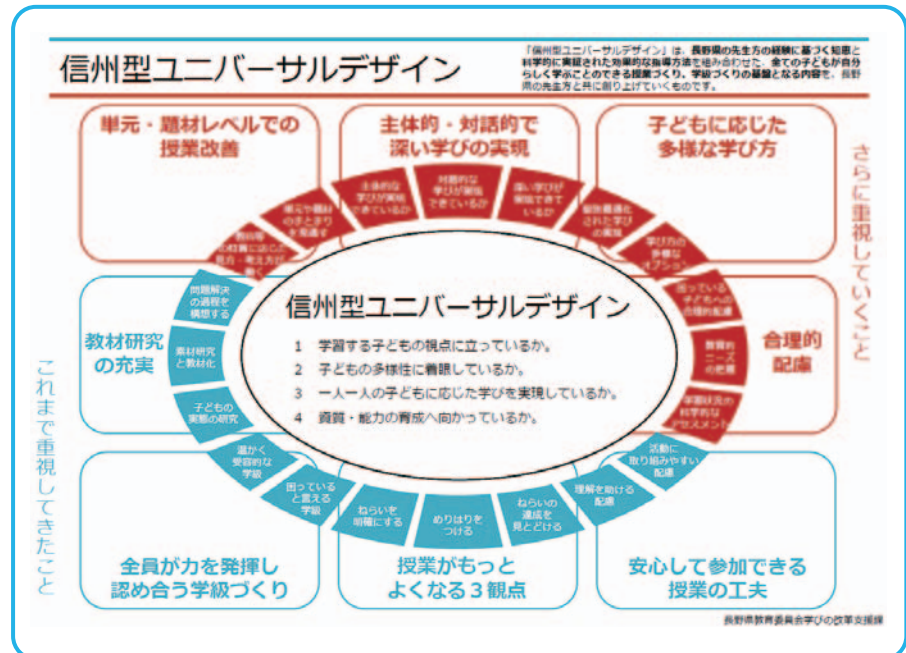 信州型ユニバーサルデザイン
「信州型ユニバーサルデザイン」は、長野県の先生方の経験に基づく知恵と
科学的に実証された効果的な指導方法を組み合わせた、全ての子どもが自分
らしく学ぶことのできる授業づくり、学級づくりの基盤となる内容を、長野
県の先生方と共に創り上げていくものです。
単元・題材レベルでの
授業改善
主体的・対話的で
深い学びの実現
子どもに応じた
多様な学び方
さらに重視していくこと
教科等
の特質に応じた
見方・考え方が
働く
単元や題材
のまとまり
を見通す
主体的な
学びが実現
できているか
対話的な
学びが実現
できているか
深い学びが
実現できて
いるか
個別最適化
された学び
の実現
学び方の
多様な
オプション
困っている
子どもへの
合理的配慮
教育的
ニーズ
の把握
学習状況の
科学的な
アセスメント
合理的
配慮
信州型ユニバーサルデザイン
1 学習する子どもの視点に立っているか。
2 子どもの多様性に着眼しているか。
3 一人一人の子どもに応じた学びを実現しているか。
4 資質・能力の育成へ向かっているか。
教材研究
の充実
問題解決
の過程を
構想する
素材研究
と教材化
子どもの
実態の研究
これまで重視してきたこと
温かく
受容的な
学級
困っている
と言える
学級
ねらいを
明確にする
めりはりを
つける
ねらいの
達成を
見とどける
理解を助ける
配慮
活動に
取り組みやすい
配慮
全員が力を発揮し
認め合う学級づくり
授業がもっと
よくなる３観点
安心して参加できる
授業の工夫
長野県教育委員会学びの改革支援課